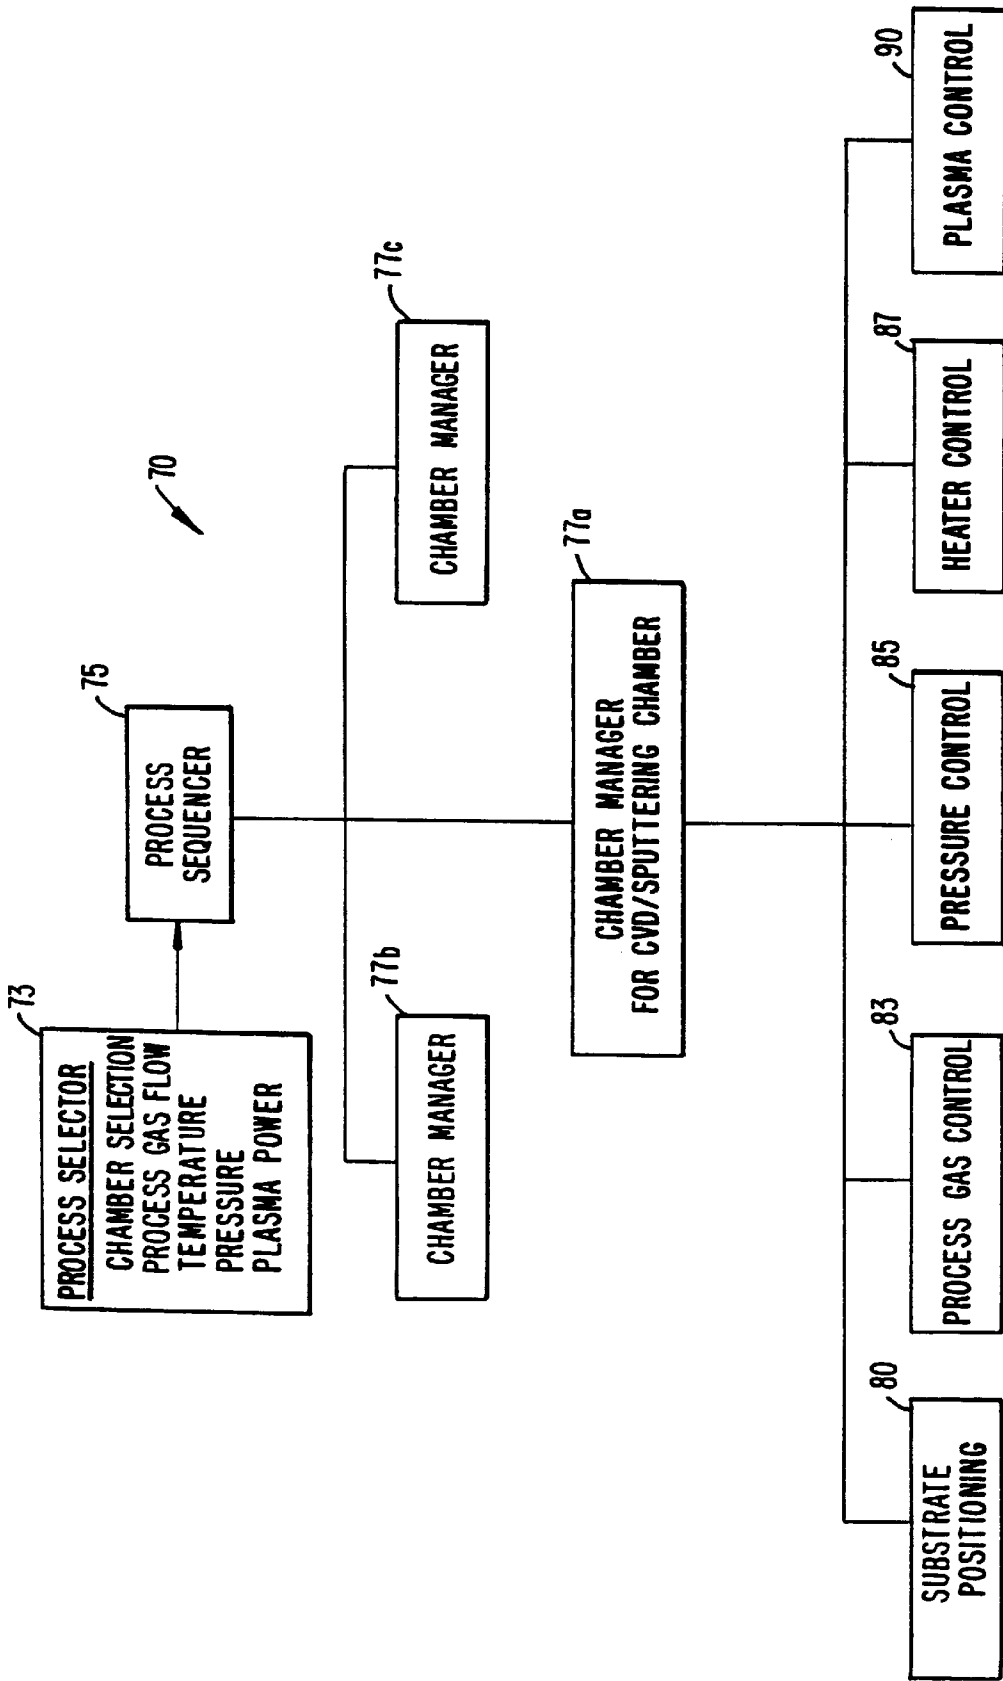 70
73
PROCESS SELECTOR
CHAMBER SELECTION
PROCESS GAS FLOW
TEMPERATURE
PRESSURE
PLASMA POWER
75
PROCESS
SEQUENCER
77b
CHAMBER MANAGER
77c
CHAMBER MANAGER
77a
CHAMBER MANAGER
FOR CVD/SPUTTERING CHAMBER
80
SUBSTRATE
POSITIONING
83
PROCESS GAS CONTROL
85
PRESSURE CONTROL
87
HEATER CONTROL
90
PLASMA CONTROL